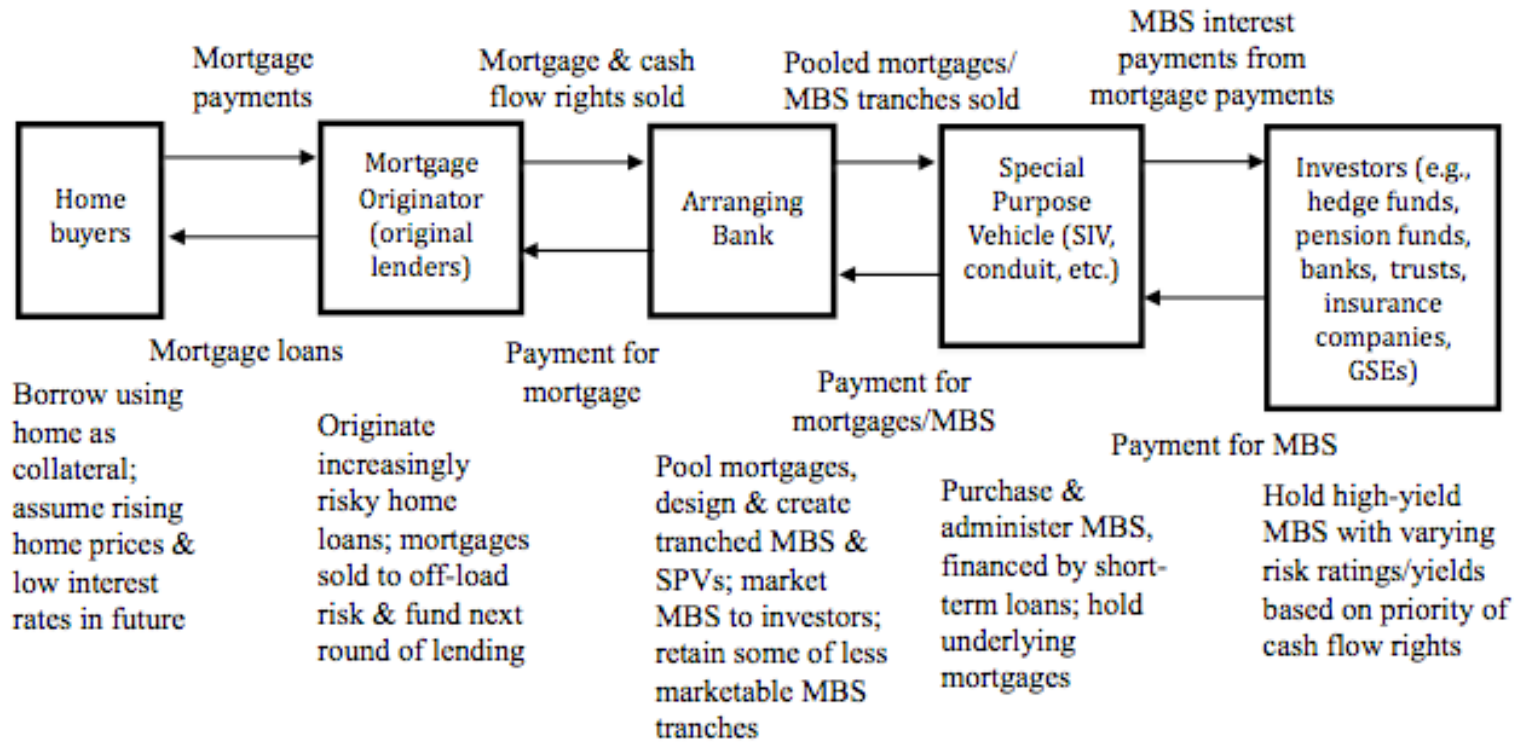 Mortgage
payments
Mortgage & cash
flow rights sold
Pooled mortgages/
MBS tranches sold
MBS interest
payments from
mortgage payments
Home
buyers
Mortgage
Originator
(original
lenders)
Arranging
Bank
Special
Purpose
Vehicle (SIV,
conduit, etc.)
Investors (e.g.,
hedge funds,
pension funds,
banks, trusts,
insurance
companies,
GSEs)
Mortgage loans
Payment for
mortgage
Payment for
mortgages/MBS
Payment for MBS
Borrow using
home as
collateral;
assume rising
home prices &
low interest
rates in future
Originate
increasingly
risky home
loans; mortgages
sold to off-load
risk & fund next
round of lending
Pool mortgages,
design & create
tranched MBS &
SPVs; market
MBS to investors;
retain some of less
marketable MBS
tranches
Purchase &
administer MBS,
financed by short-
term loans; hold
underlying
mortgages
Hold high-yield
MBS with varying
risk ratings/yields
based on priority of
cash flow rights